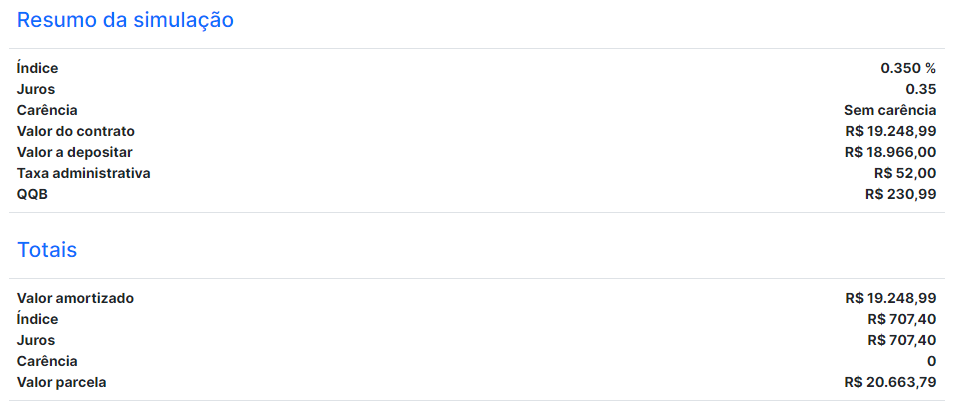 Resumo da simulação
Índice 0.350 %
Juros 0.35
Carência Sem carência
Valor do contrato R$ 19.248,99
Valor a depositar R$ 18.966,00
Taxa administrativa R$ 52,00
QQB R$ 230,99
Totais
Valor amortizado R$ 19.248,99
Índice R$ 707,40
Juros R$ 707,40
Carência 0
Valor parcela R$ 20.663,79